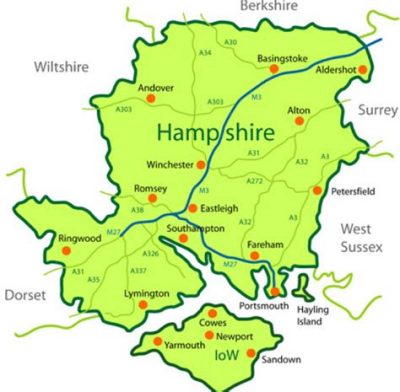 Berkshire
A30
A34
Basingstoke
Wiltshire
Aldershot
Andover
A303
A303
M3
Alton
Surrey
Hampshire
A31
A32
A3
Winchester
A272
Romsey
M3
Petersfield
A38
Eastleigh
M27
Southampton
A32
A3
West
Sussex
Ringwood
A326
Fareham
A31
A35
A337
M27
Dorset
Lymington
Portsmouth
Hayling
Island
Cowes
Yarmouth
Newport
IoW
Sandown